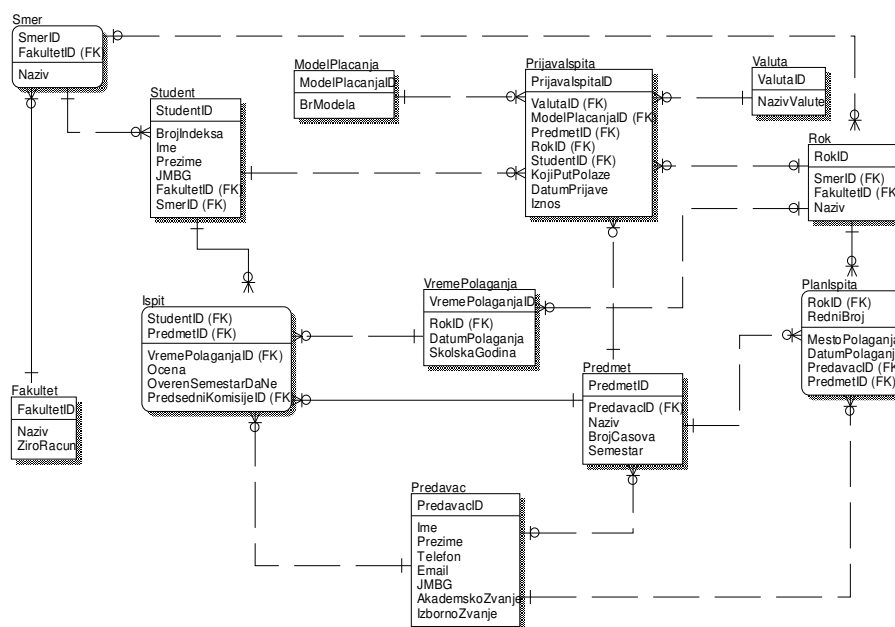 Smer
SmerID
FakultetID (FK)
Naziv
ModelPlacanja
ModelPlacanjaID
BrModela
PrijavaIspita
PrijavaIspitaID
ValutaID (FK)
ModelPlacanjaID (FK
PredmetID (FK)
RokID (FK)
StudentID (FK)
KojiPutPolaze
DatumPrijave
Iznos
Valuta
ValutaID
NazivValute
Student
StudentID
BrojIndeksa
Ime
Prezime
JMBG
FakultetID (FK)
SmerID (FK)
Rok
RokID
SmerID (FK)
FakultetID (FK
Naziv
Ispit
StudentID (FK)
PredmetID (FK)
VremePolaganjaID (FK)
Ocena
OverenSemestarDaNe
PredsedniKomisijeID (FK)
VremePolaganja
VremePolaganjaID
RokID (FK)
DatumPolaganja
SkolskaGodina
PlanIspita
RokID (FK)
RedniBroj
MestoPolaganja
DatumPolaganja
PredavacID (FK)
PredmetID (FK)
Fakultet
FakultetID
Naziv
ZiroRacun
Predmet
PredmetID
PredavacID (FK)
Naziv
BrojCasova
Semestar
Predavac
PredavacID
Ime
Prezime
Telefon
Email
JMBG
AkademskoZvanje
IzbornoZvanje